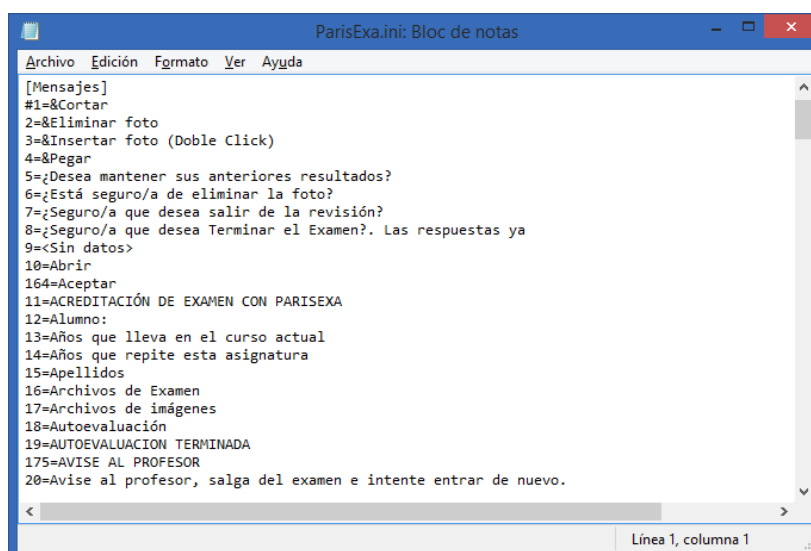 ParisExa.ini: Bloc de notas
Archivo Edición Formato Ver Ayuda
[Mensajes]
#1=&Cortar
2=&Eliminar foto
3=&Insertar foto (Doble Click)
4=&Pegar
5=¿Desea mantener sus anteriores resultados?
6=¿Está seguro/a de eliminar la foto?
7=¿Seguro/a que desea salir de la revisión?
8=¿Seguro/a que desea Terminar el Examen?. Las respuestas ya
9=<Sin datos>
10=Abrir
164=Aceptar
11=ACREDITACIÓN DE EXAMEN CON PARISEXA
12=Alumno:
13=Años que lleva en el curso actual
14=Años que repite esta asignatura
15=Apellidos
16=Archivos de Examen
17=Archivos de imágenes
18=Autoevaluación
19=AUTOEVALUACION TERMINADA
175=AVISE AL PROFESOR
20=Avise al profesor, salga del examen e intente entrar de nuevo.
Línea 1, columna 1